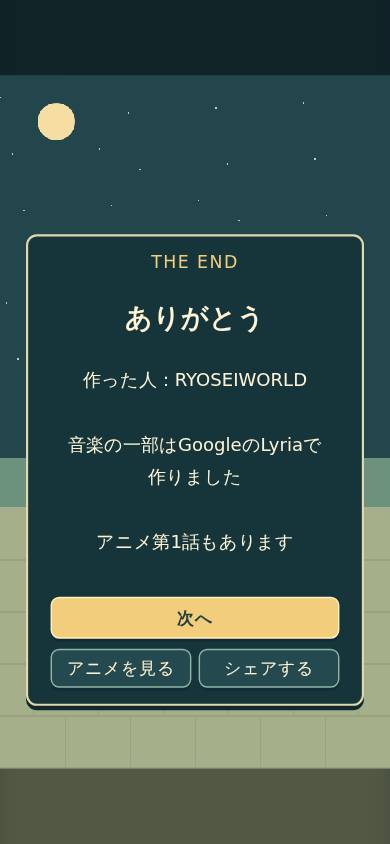 THE END
ありがとう
作った人：RYOSEIWORLD
音楽の一部はGoogleのLyriaで
作りました
アニメ第1話もあります
次へ
アニメを見る
シェアする